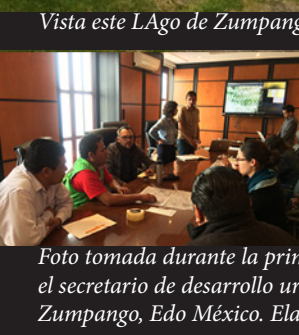 Vista este LAgo de Zumpang
Foto tomada durante la prin
el secretario de desarrollo ur
Zumpango, Edo México. Ela